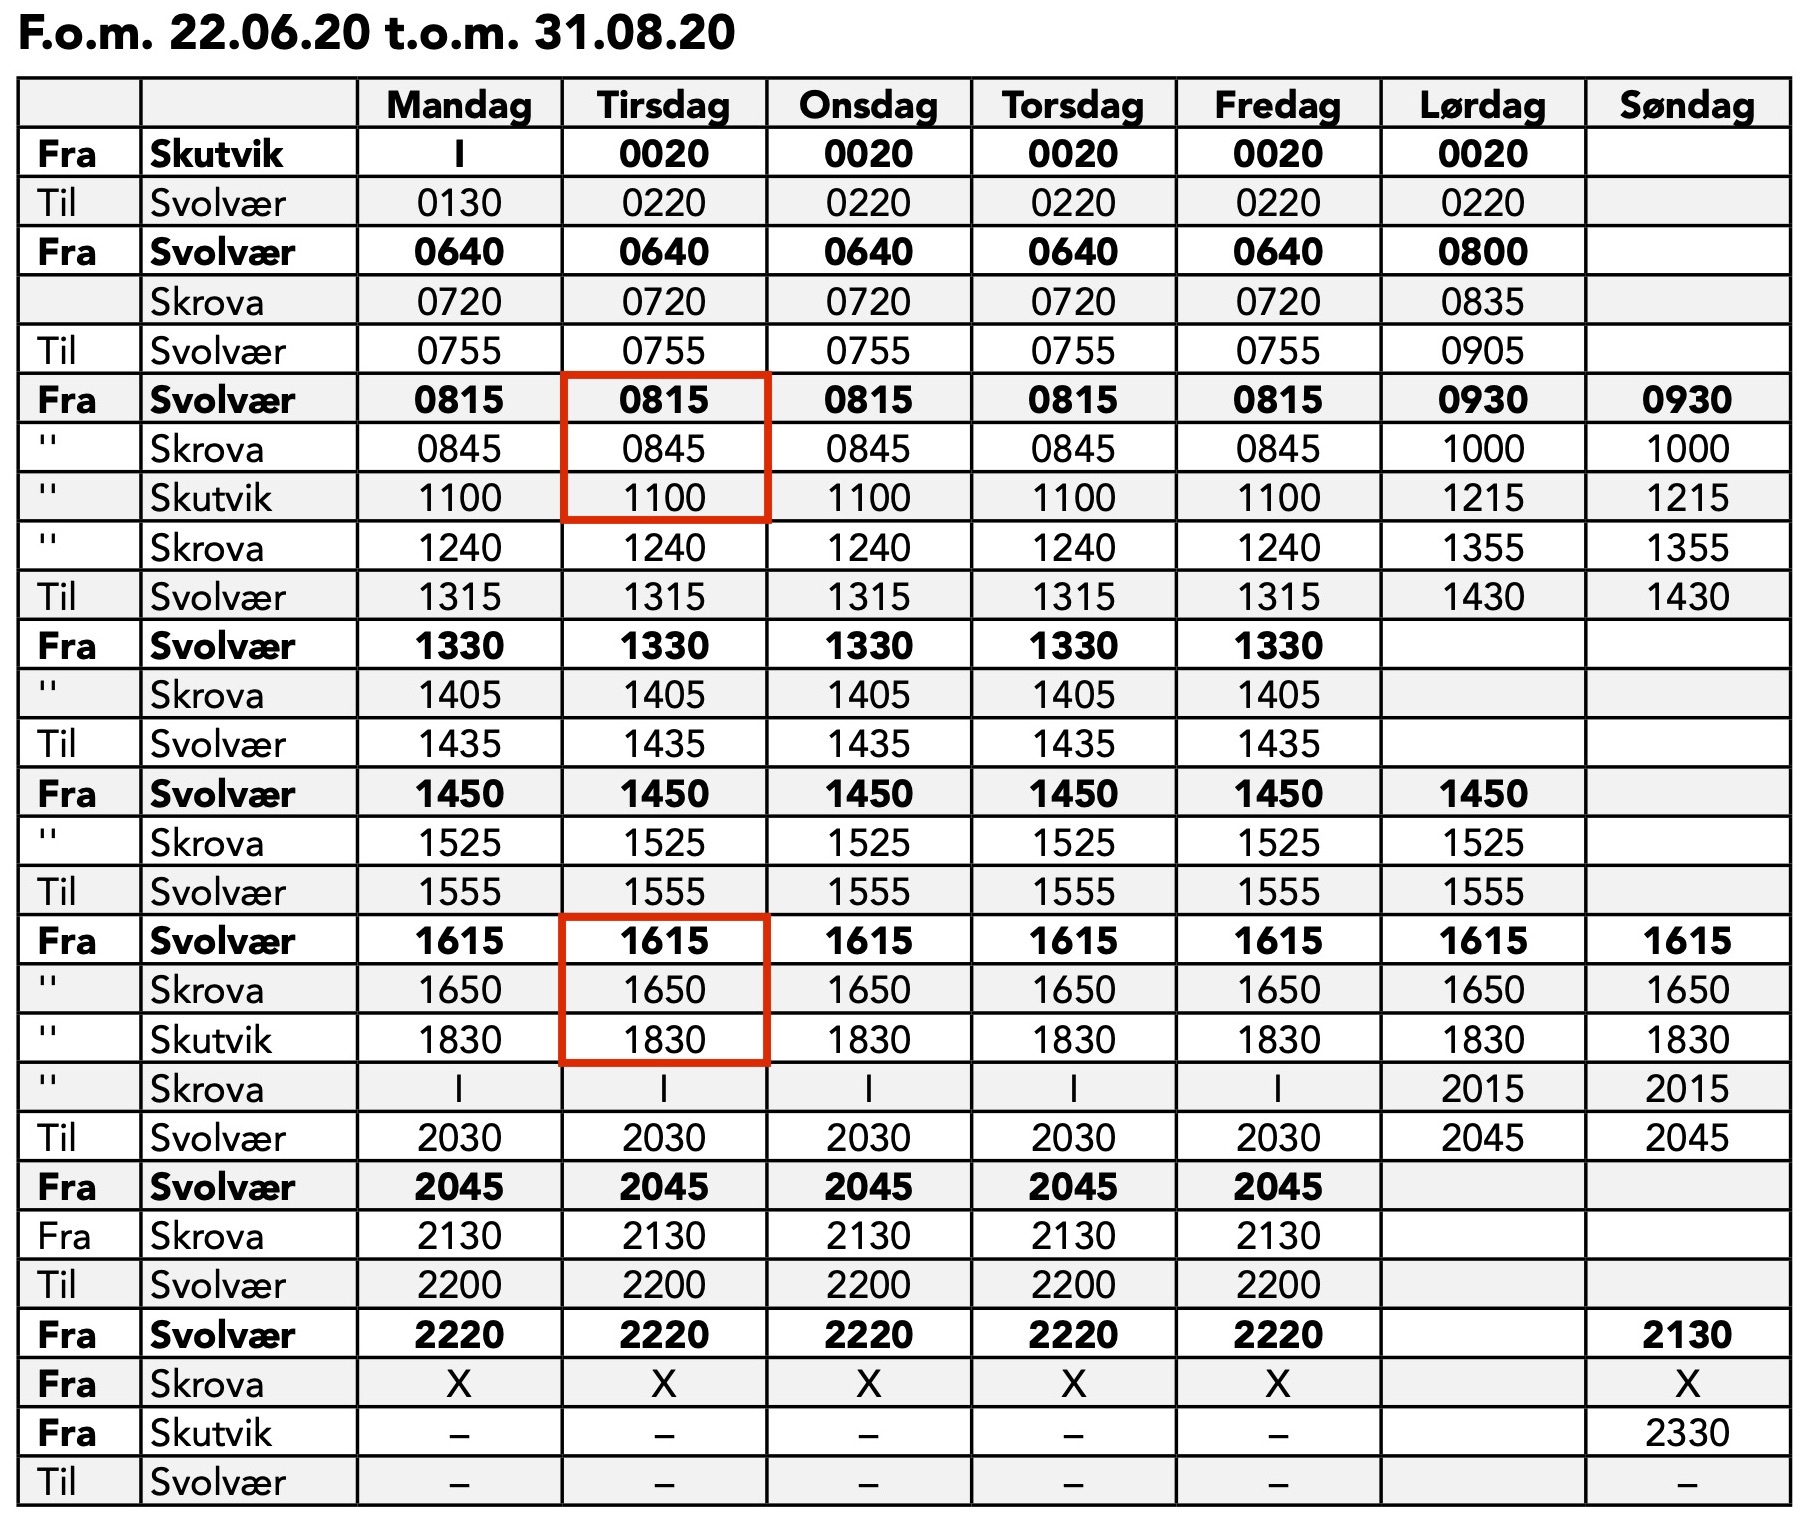 F.o.m. 22.06.20 t.o.m. 31.08.20
Mandag Tirsdag Onsdag Torsdag Fredag Lørdag Søndag
Fra Skutvik I 0020 0020 0020 0020 0020
Til Svolvær 0130 0220 0220 0220 0220 0220
Fra Svolvær 0640 0640 0640 0640 0640 0800
Skrova 0720 0720 0720 0720 0720 0835
Til Svolvær 0755 0755 0755 0755 0755 0905
Fra Svolvær 0815 0815 0815 0815 0815 0930 0930
'' Skrova 0845 0845 0845 0845 0845 1000 1000
'' Skutvik 1100 1100 1100 1100 1100 1215 1215
'' Skrova 1240 1240 1240 1240 1240 1355 1355
Til Svolvær 1315 1315 1315 1315 1315 1430 1430
Fra Svolvær 1330 1330 1330 1330 1330
'' Skrova 1405 1405 1405 1405 1405
Til Svolvær 1435 1435 1435 1435 1435
Fra Svolvær 1450 1450 1450 1450 1450 1450
'' Skrova 1525 1525 1525 1525 1525 1525
Til Svolvær 1555 1555 1555 1555 1555 1555
Fra Svolvær 1615 1615 1615 1615 1615 1615 1615
'' Skrova 1650 1650 1650 1650 1650 1650 1650
'' Skutvik 1830 1830 1830 1830 1830 1830 1830
'' Skrova I I I I I 2015 2015
Til Svolvær 2030 2030 2030 2030 2030 2045 2045
Fra Svolvær 2045 2045 2045 2045 2045
Fra Skrova 2130 2130 2130 2130 2130
Til Svolvær 2200 2200 2200 2200 2200
Fra Svolvær 2220 2220 2220 2220 2220 2130
Fra Skrova X X X X X X
Fra Skutvik – – – – – 2330
Til Svolvær – – – – – –